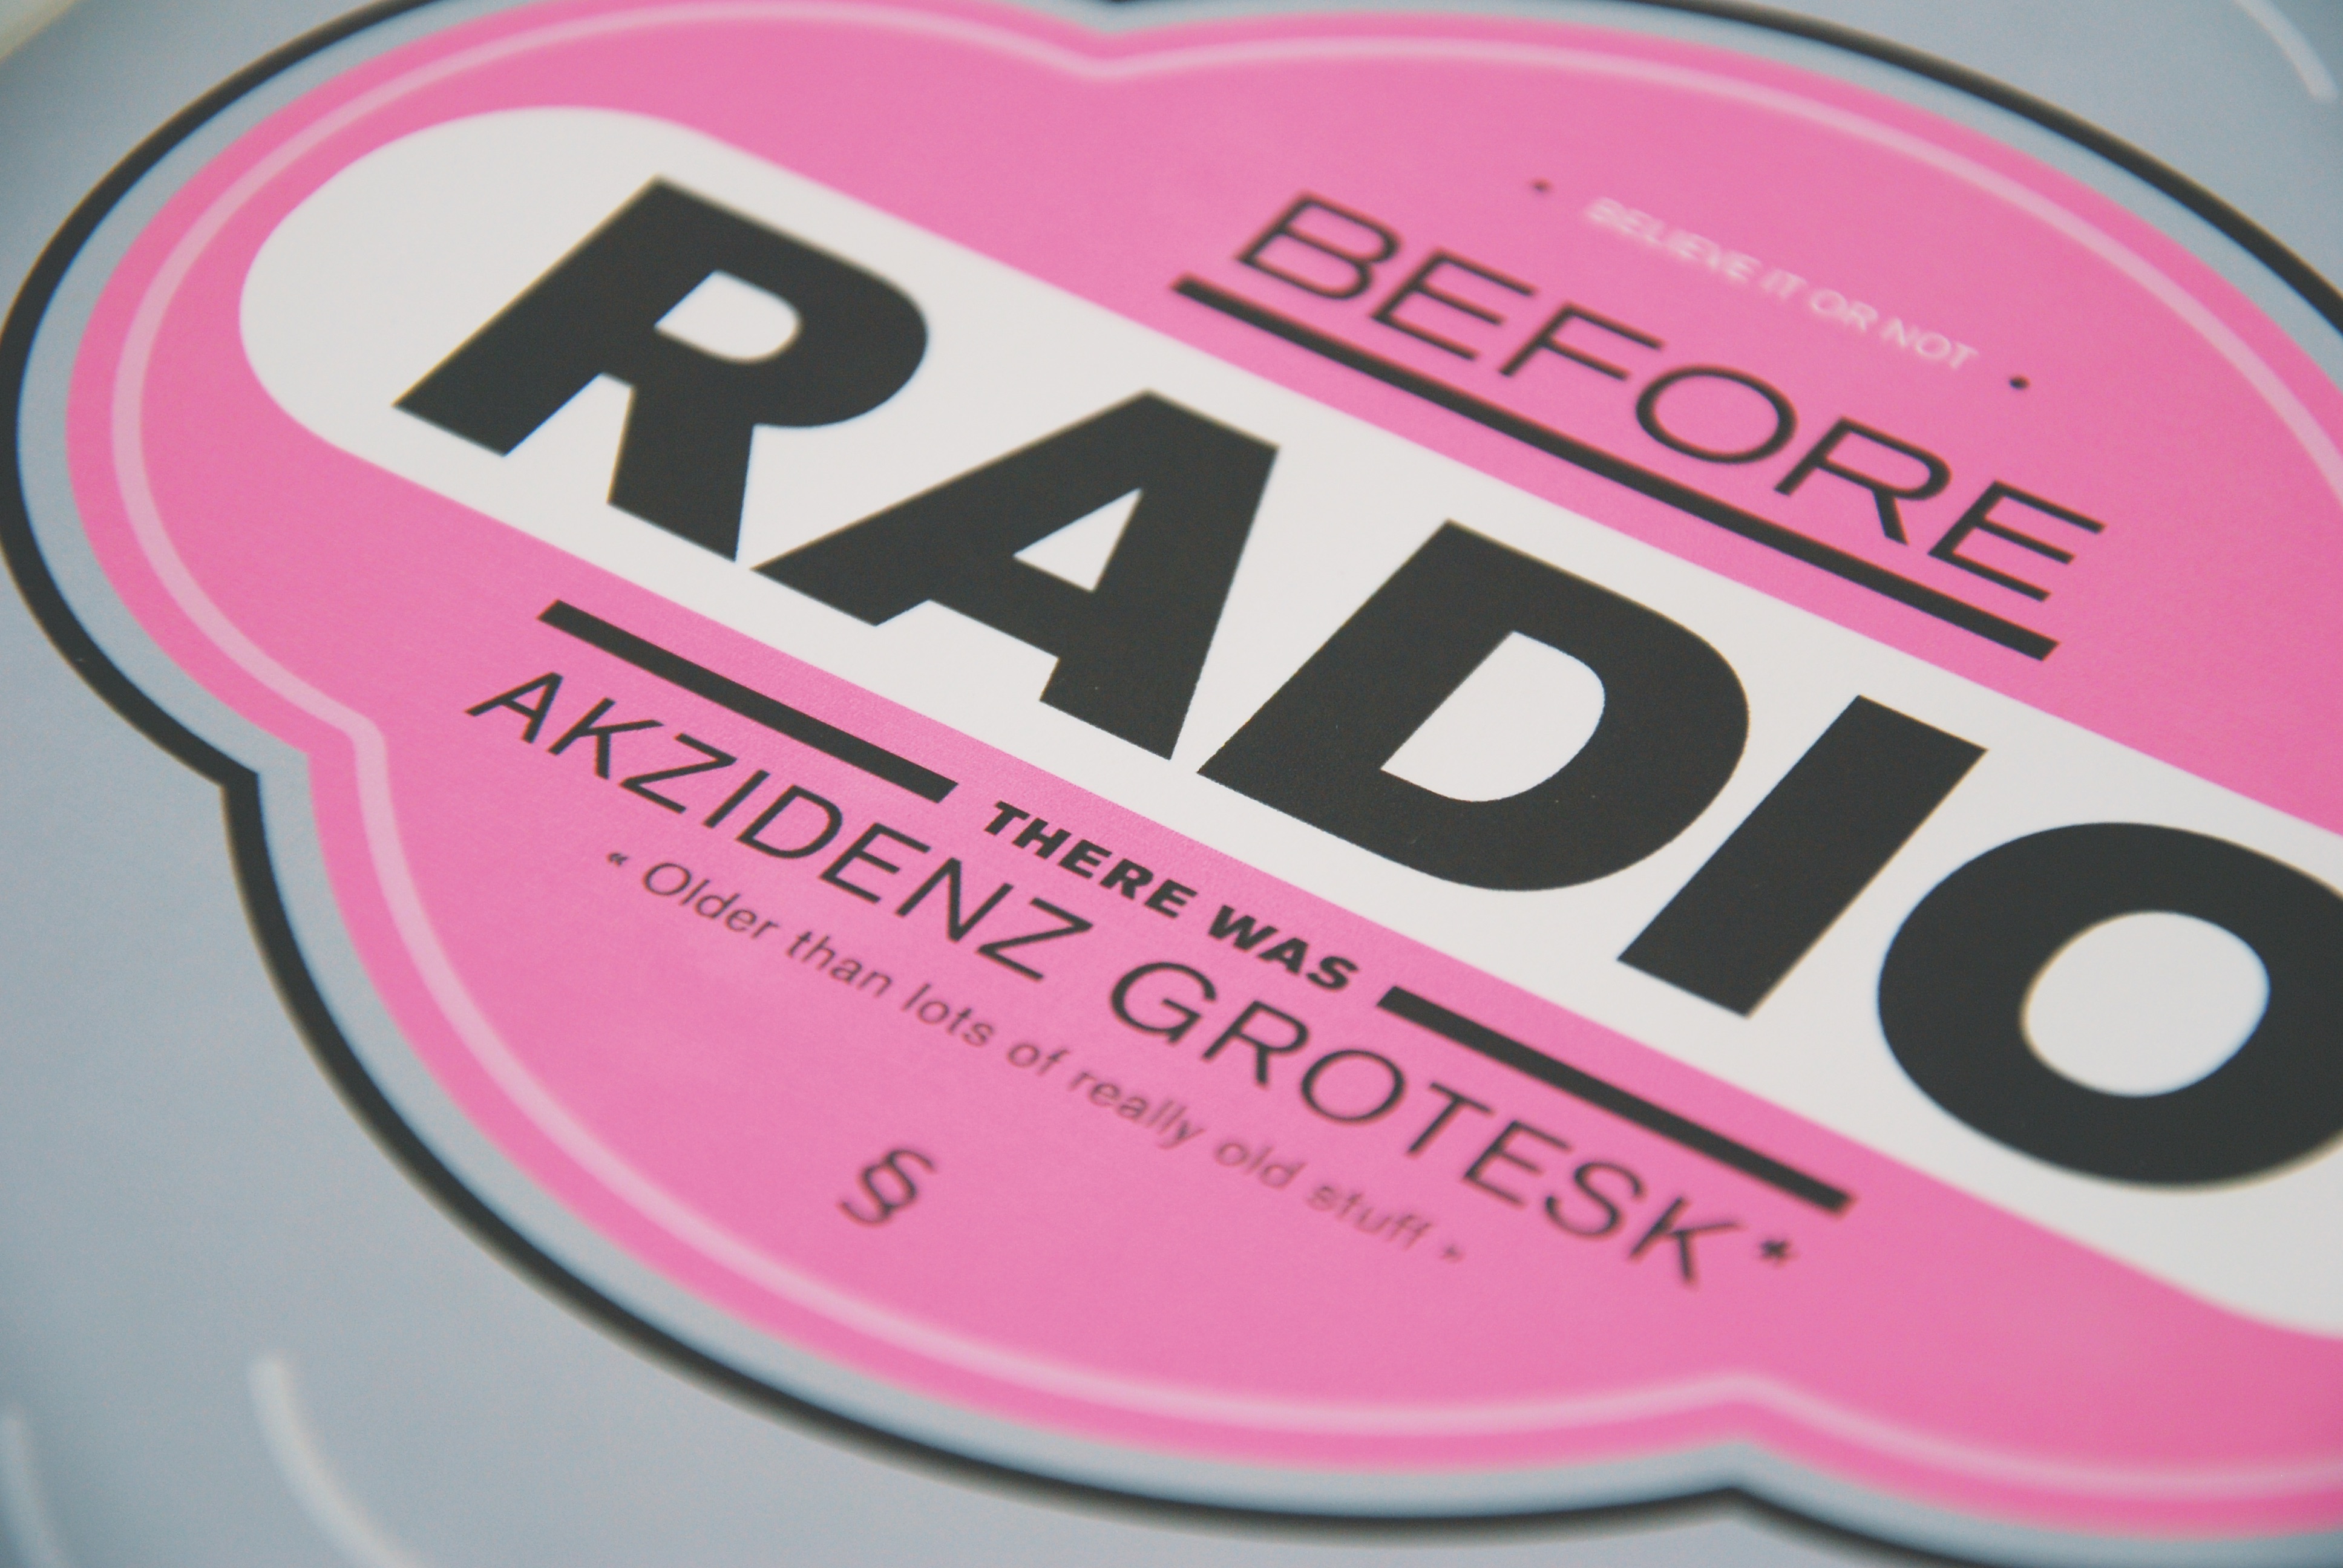 • BELIEVE IT OR NOT •
BEFORE
RADIO
THERE WAS
AKZIDENZ GROTESK*
« Older than lots of really old stuff »
§